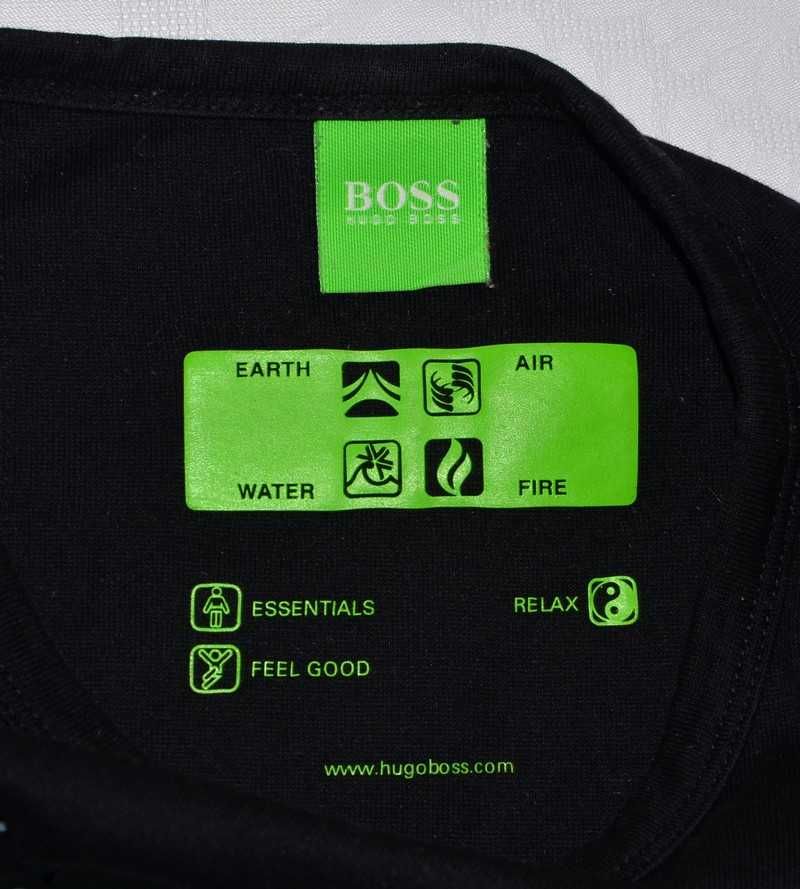 BOSS
HUGO BOSS
EARTH AIR
WATER FIRE
ESSENTIALS RELAX
FEEL GOOD
www.hugoboss.com